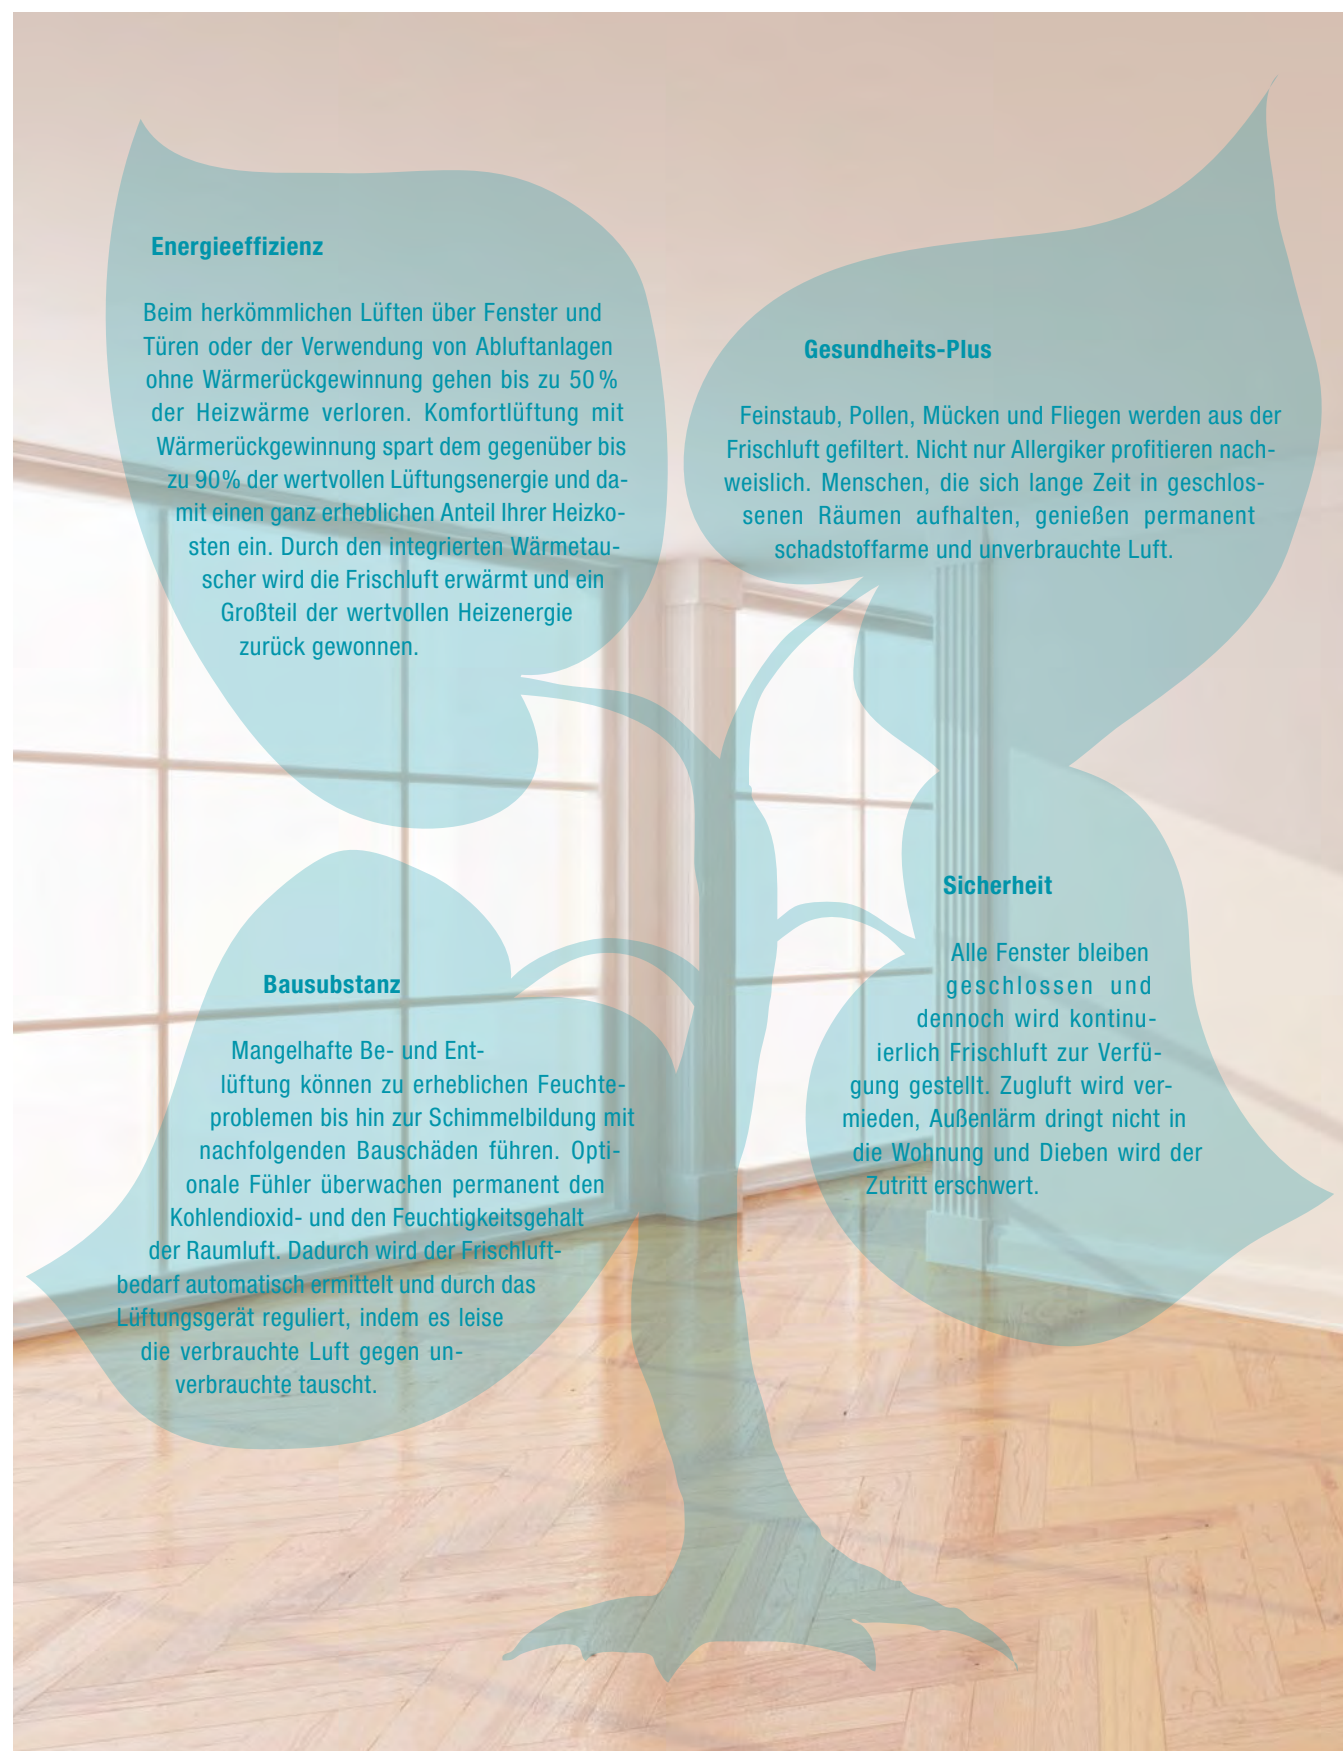 Energieeffizienz
Beim herkömmlichen Lüften über Fenster und
Türen oder der Verwendung von Abluftanlagen
ohne Wärmerückgewinnung gehen bis zu 50 %
der Heizwärme verloren. Komfortlüftung mit
Wärmerückgewinnung spart dem gegenüber bis
zu 90% der wertvollen Lüftungsenergie und da-
mit einen ganz erheblichen Anteil Ihrer Heizko-
sten ein. Durch den integrierten Wärmetau-
scher wird die Frischluft erwärmt und ein
Großteil der wertvollen Heizenergie
zurück gewonnen.
Gesundheits-Plus
Feinstaub, Pollen, Mücken und Fliegen werden aus der
Frischluft gefiltert. Nicht nur Allergiker profitieren nach-
weislich. Menschen, die sich lange Zeit in geschlos-
senen Räumen aufhalten, genießen permanent
schadstoffarme und unverbrauchte Luft.
Bausubstanz
Mangelhafte Be- und Ent-
lüftung können zu erheblichen Feuchte-
problemen bis hin zur Schimmelbildung mit
nachfolgenden Bauschäden führen. Opti-
onale Fühler überwachen permanent den
Kohlendioxid- und den Feuchtigkeitsgehalt
der Raumluft. Dadurch wird der Frischluft-
bedarf automatisch ermittelt und durch das
Lüftungsgerät reguliert, indem es leise
die verbrauchte Luft gegen un-
verbrauchte tauscht.
Sicherheit
Alle Fenster bleiben
geschlossen und
dennoch wird kontinu-
ierlich Frischluft zur Verfü-
gung gestellt. Zugluft wird ver-
mieden, Außenlärm dringt nicht in
die Wohnung und Dieben wird der
Zutritt erschwert.